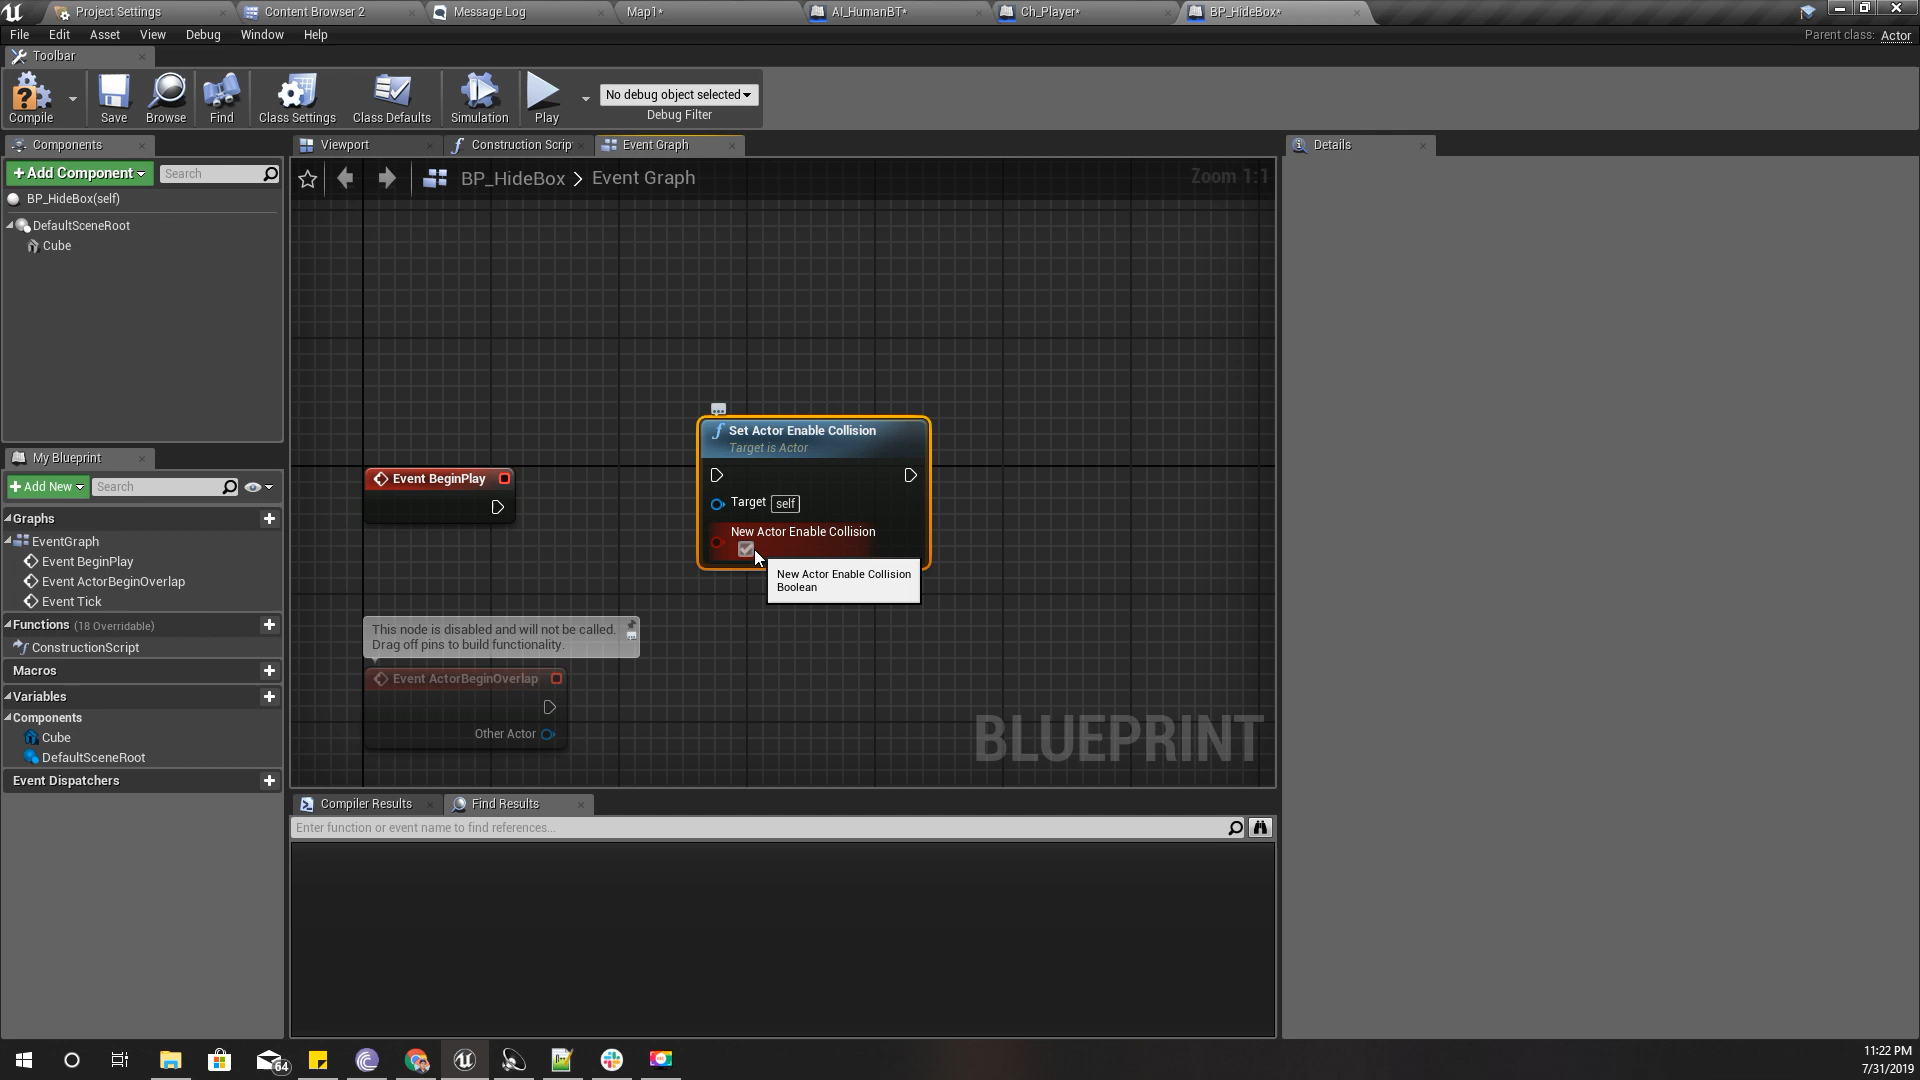 Project Settings
Content Browser 2
Message Log
Map1*
AI_HumanBT*
Ch_Player*
BP_HideBox*
File
Edit
Asset
View
Debug
Window
Help
Parent class: Actor
Toolbar
Compile
Save
Browse
Find
Class Settings
Class Defaults
Simulation
Play
No debug object selected
Debug Filter
Components
Viewport
Construction Scrip
Event Graph
Details
+ Add Component
Search
BP_HideBox > Event Graph
Zoom 1:1
BP_HideBox(self)
DefaultSceneRoot
Cube
Set Actor Enable Collision
Target is Actor
Target self
New Actor Enable Collision
New Actor Enable Collision
Boolean
Event BeginPlay
This node is disabled and will not be called.
Drag off pins to build functionality.
Event ActorBeginOverlap
Other Actor
BLUEPRINT
My Blueprint
+ Add New
Search
Graphs
EventGraph
Event BeginPlay
Event ActorBeginOverlap
Event Tick
Functions (18 Overridable)
ConstructionScript
Macros
Variables
Components
Cube
DefaultSceneRoot
Event Dispatchers
Compiler Results
Find Results
Enter function or event name to find references...
64
11:22 PM
7/31/2019